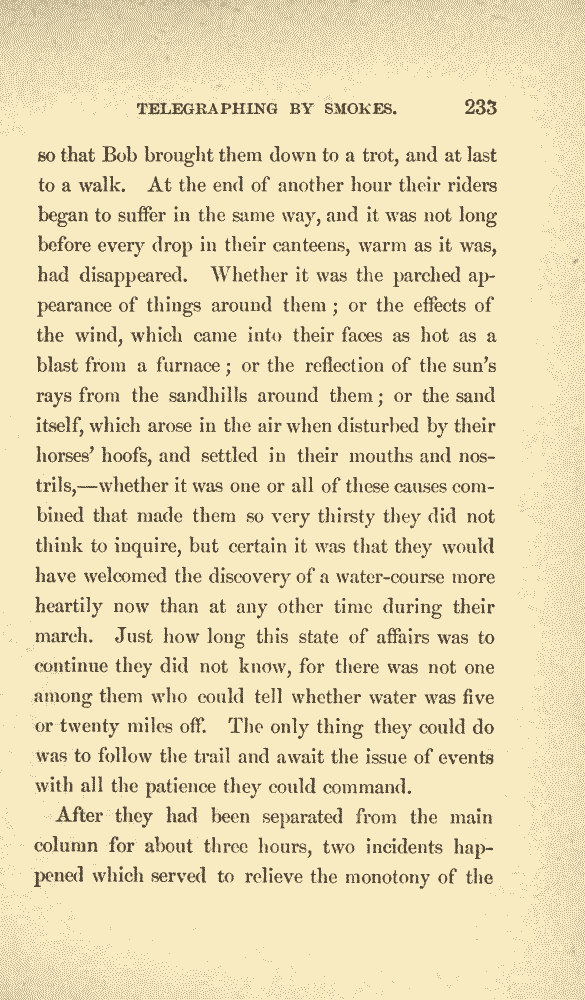 TELEGRAPHING BY SMOKES. 233
so that Bob brought them down to a trot, and at last
to a walk. At the end of another hour their riders
began to suffer in the same way, and it was not long
before every drop in their canteens, warm as it was,
had disappeared. Whether it was the parched ap-
pearance of things around them ; or the effects of
the wind, which came into their faces as hot as a
blast from a furnace ; or the reflection of the sun's
rays from the sandhills around them ; or the sand
itself, which arose in the air when disturbed by their
horses' hoofs, and settled in their mouths and nos-
trils,—whether it was one or all of these causes com-
bined that made them so very thirsty they did not
think to inquire, but certain it was that they would
have welcomed the discovery of a water-course more
heartily now than at any other time during their
march. Just how long this state of affairs was to
continue they did not know, for there was not one
among them who could tell whether water was five
or twenty miles off. The only thing they could do
was to follow the trail and await the issue of events
with all the patience they could command.
After they had been separated from the main
column for about three hours, two incidents hap-
pened which served to relieve the monotony of the